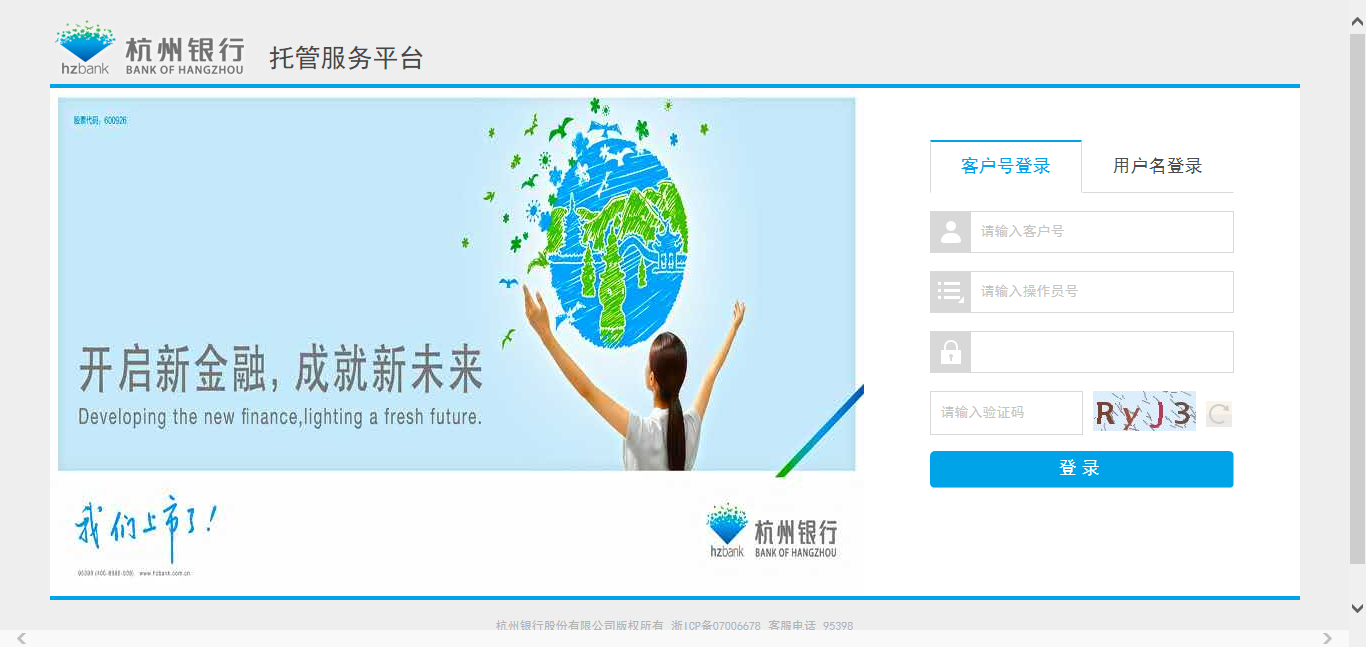 杭州银行
hzbank BANK OF HANGZHOU
托管服务平台
股票代码：600926
开启新金融，成就新未来
Developing the new finance,lighting a fresh future.
我们上市了！
www.hzbank.com.cn
杭州银行
hzbank BANK OF HANGZHOU
客户号登录 用户名登录
请输入客户号
请输入操作员号
请输入验证码 RyJ3
登 录
杭州银行股份有限公司版权所有 浙ICP备07006678 客服电话 95398